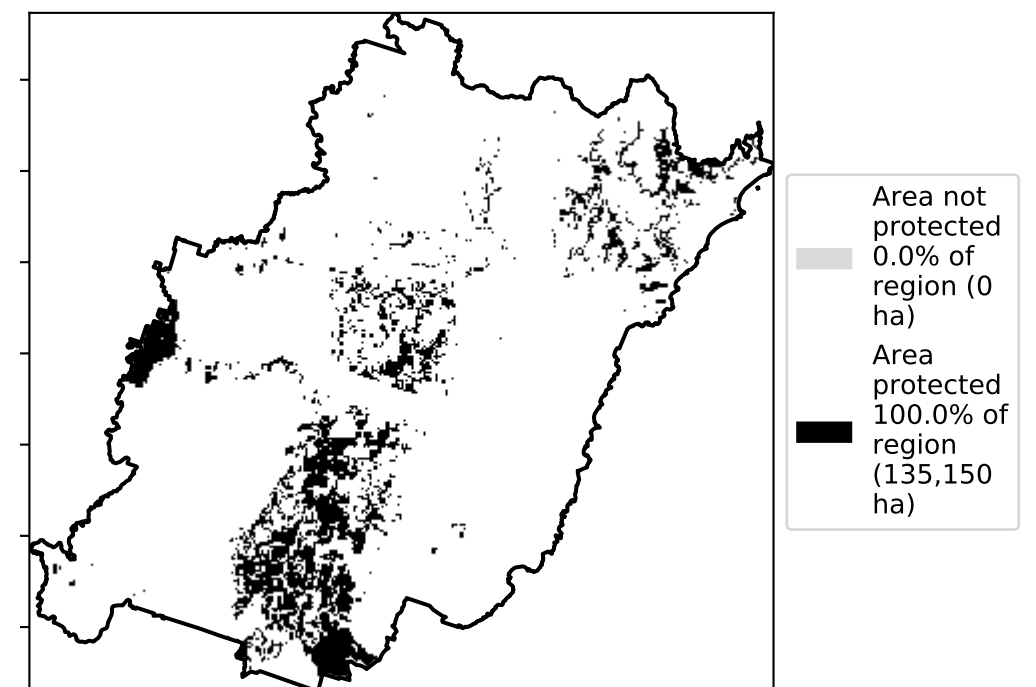 Area not
protected
0.0% of
region (0
ha)
Area
protected
100.0% of
region
(135,150
ha)